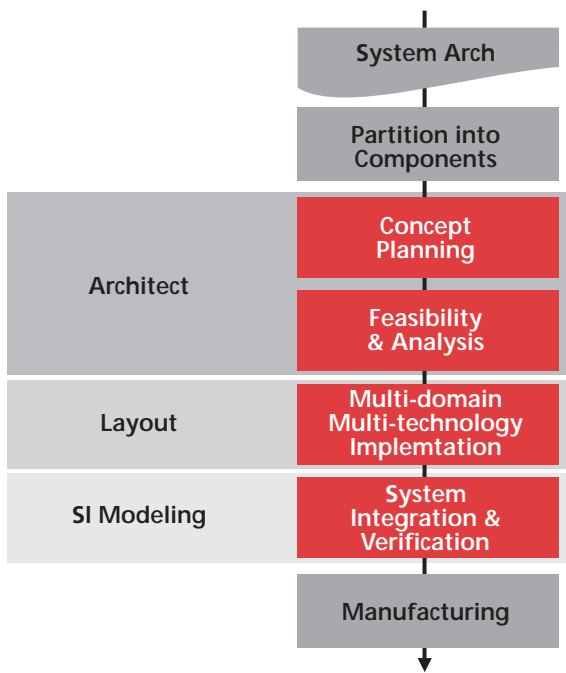 System Arch
Partition into
Components
Concept
Planning
Architect
Feasibility
& Analysis
Multi-domain
Layout
Multi-technology
Implemtation
System
SI Modeling
Integration &
Verification
Manufacturing